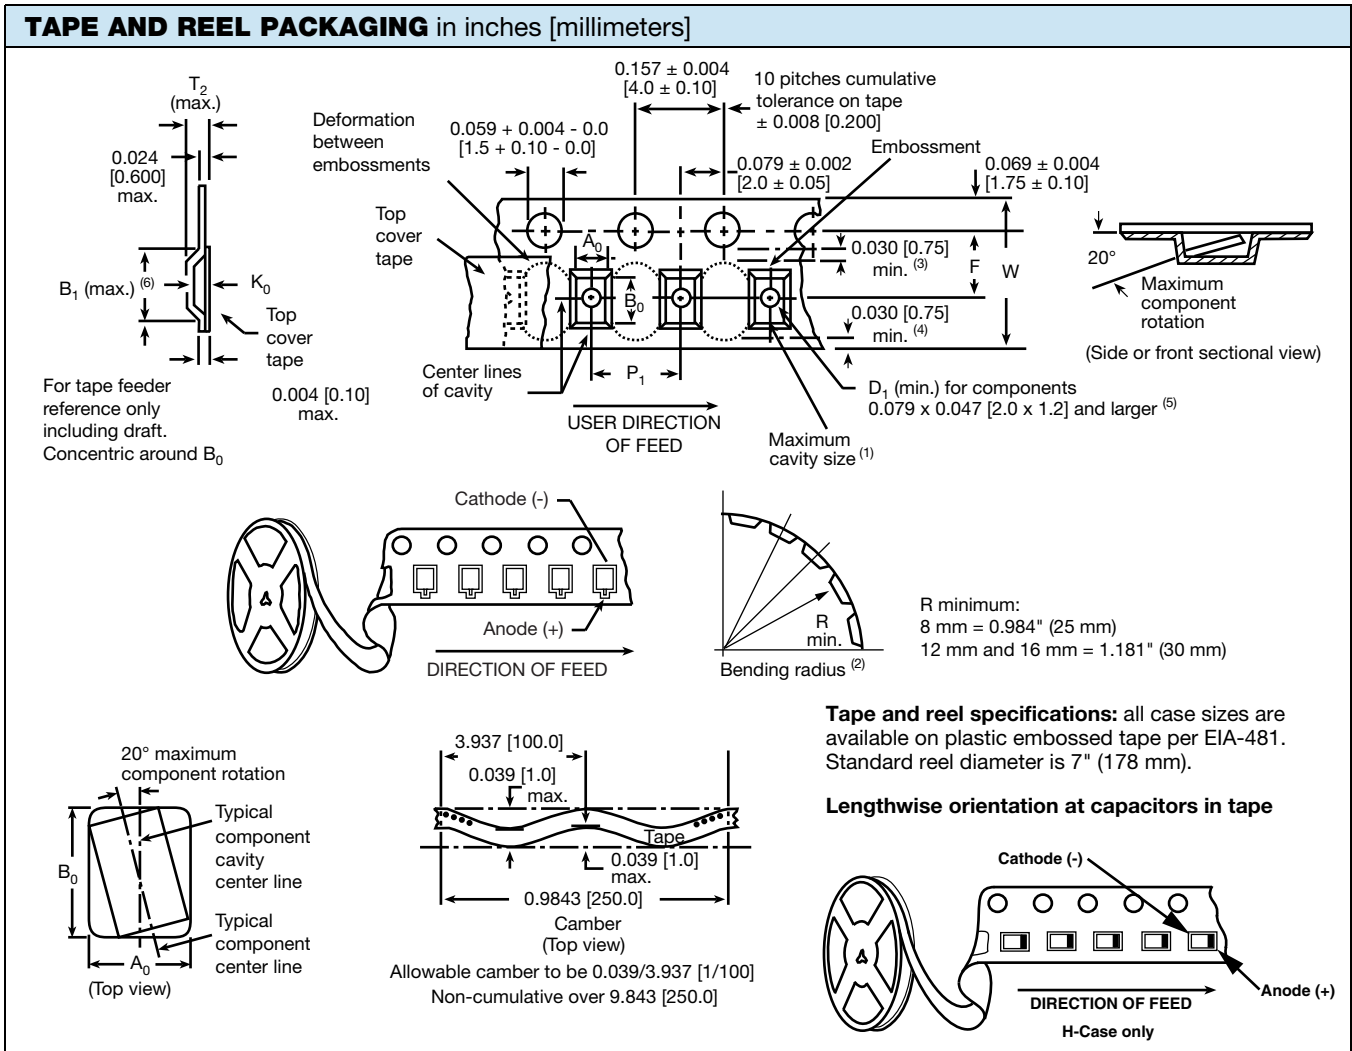 TAPE AND REEL PACKAGING in inches [millimeters]
T2
(max.)
0.024
[0.600]
max.
B1 (max.) (6)
K0
Top
cover
tape
0.004 [0.10]
max.
For tape feeder
reference only
including draft.
Concentric around B0
Deformation
between
embossments
Top
cover
tape
0.059 + 0.004 - 0.0
[1.5 + 0.10 - 0.0]
0.157 ± 0.004
[4.0 ± 0.10]
10 pitches cumulative
tolerance on tape
± 0.008 [0.200]
0.079 ± 0.002
[2.0 ± 0.05]
Embossment
0.069 ± 0.004
[1.75 ± 0.10]
A0
B0
0.030 [0.75]
min. (3)
F
W
0.030 [0.75]
min. (4)
Center lines
of cavity
P1
USER DIRECTION
OF FEED
D1 (min.) for components
0.079 x 0.047 [2.0 x 1.2] and larger (5)
Maximum
cavity size (1)
20°
Maximum
component
rotation
(Side or front sectional view)
Cathode (-)
Anode (+)
DIRECTION OF FEED
R
min.
Bending radius (2)
R minimum:
8 mm = 0.984" (25 mm)
12 mm and 16 mm = 1.181" (30 mm)
20° maximum
component rotation
Typical
component
cavity
center line
B0
Typical
component
center line
A0
(Top view)
3.937 [100.0]
0.039 [1.0]
max.
Tape
0.039 [1.0]
max.
0.9843 [250.0]
Camber
(Top view)
Allowable camber to be 0.039/3.937 [1/100]
Non-cumulative over 9.843 [250.0]
Tape and reel specifications: all case sizes are
available on plastic embossed tape per EIA-481.
Standard reel diameter is 7" (178 mm).
Lengthwise orientation at capacitors in tape
Cathode (-)
Anode (+)
DIRECTION OF FEED
H-Case only